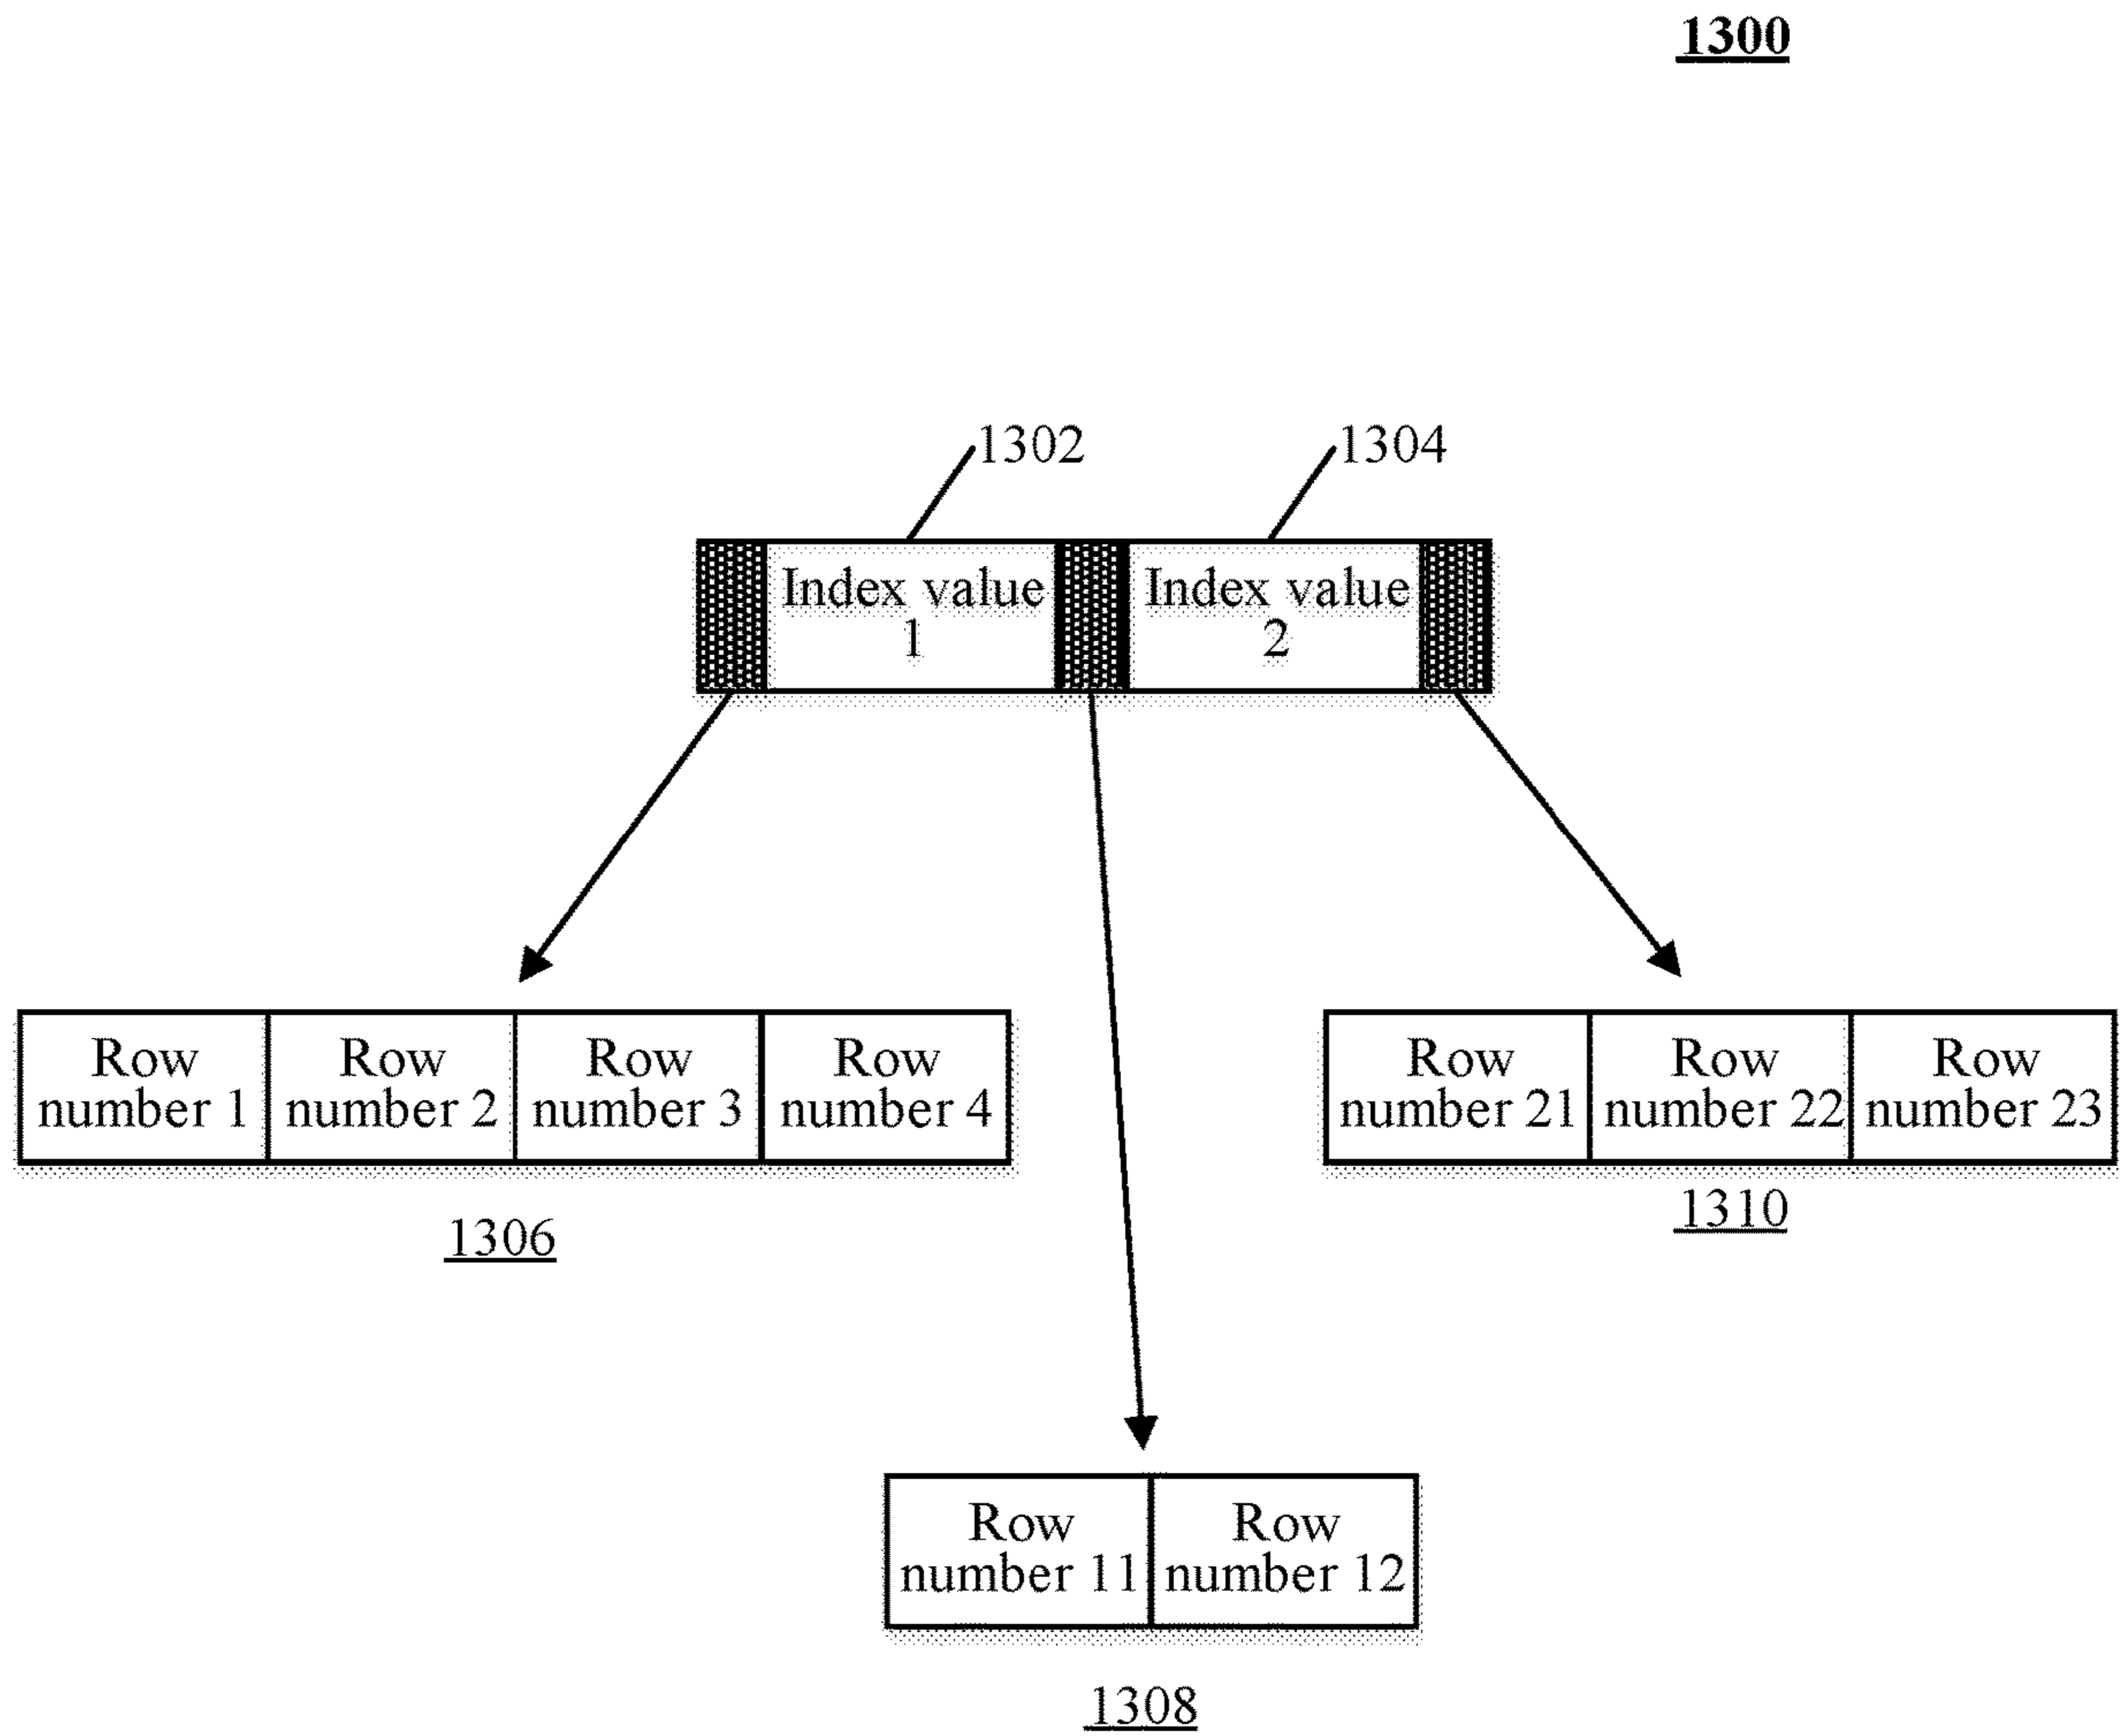 1300
1302
1304
Index value
1
Index value
2
Row
number 1
Row
number 2
Row
number 3
Row
number 4
Row
number 21
Row
number 22
Row
number 23
1306
1310
Row
number 11
Row
number 12
1308